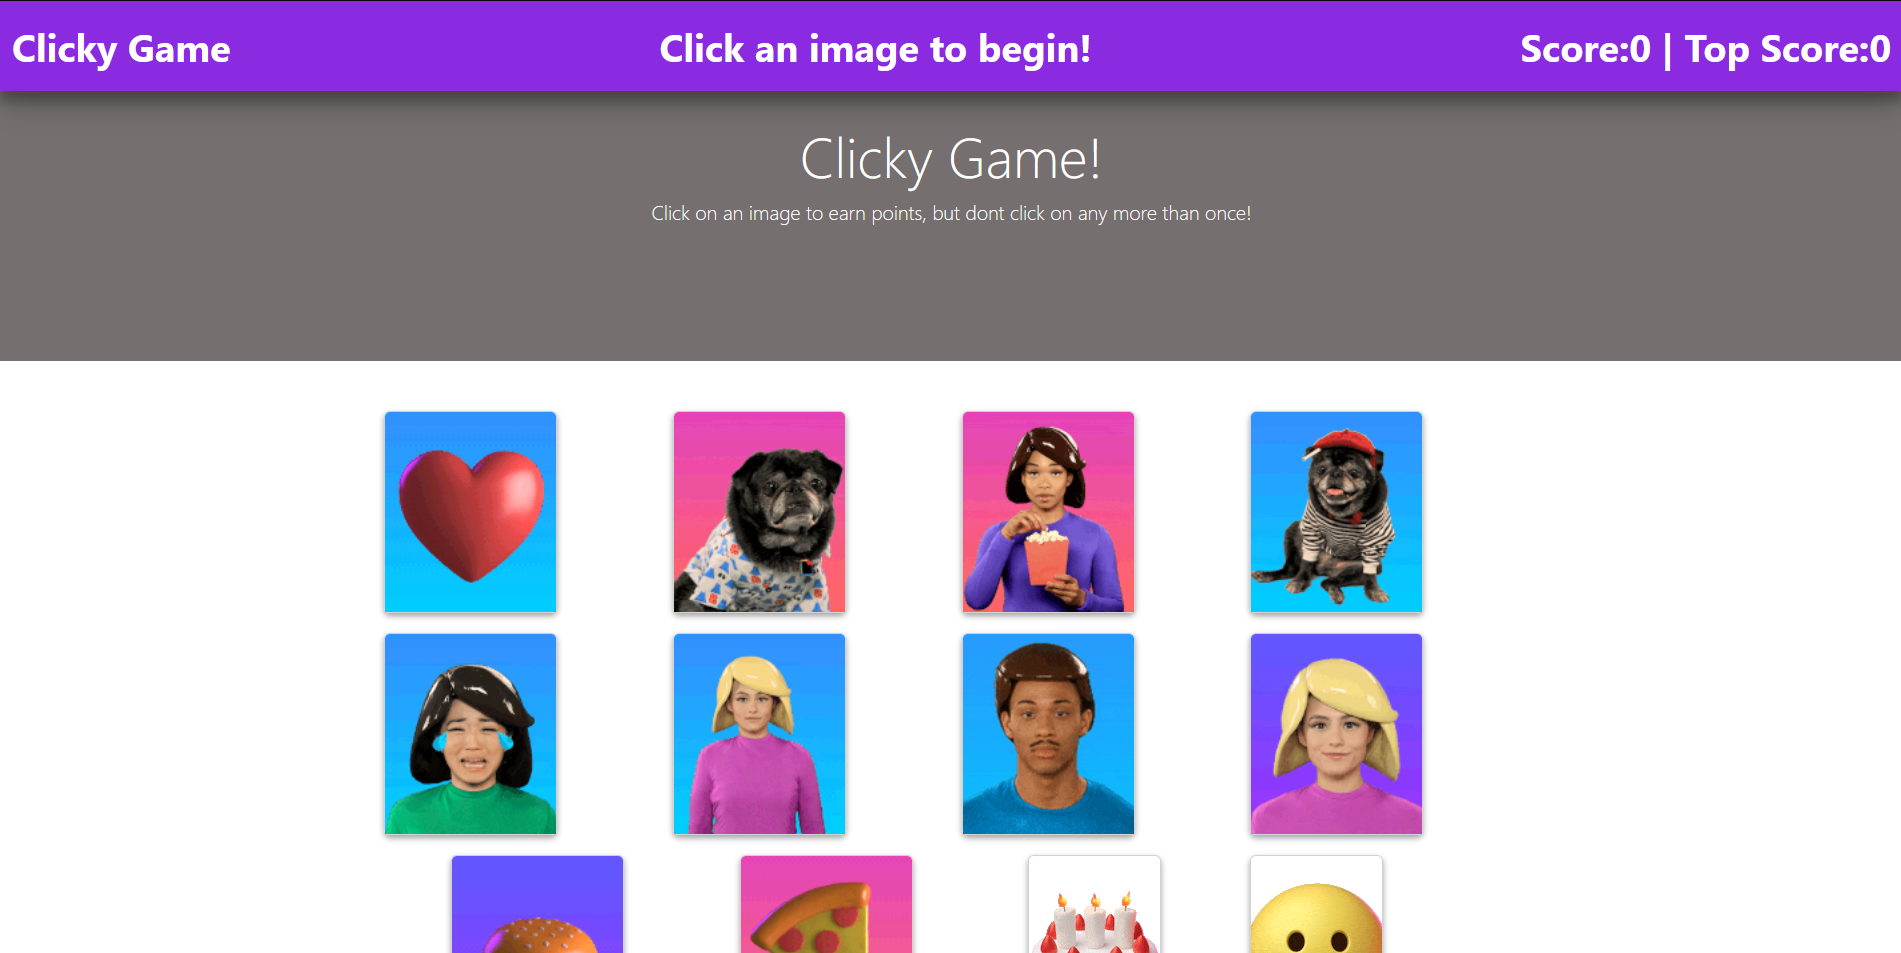 Clicky Game
Click an image to begin!
Score:0 | Top Score:0
Clicky Game!
Click on an image to earn points, but dont click on any more than once!